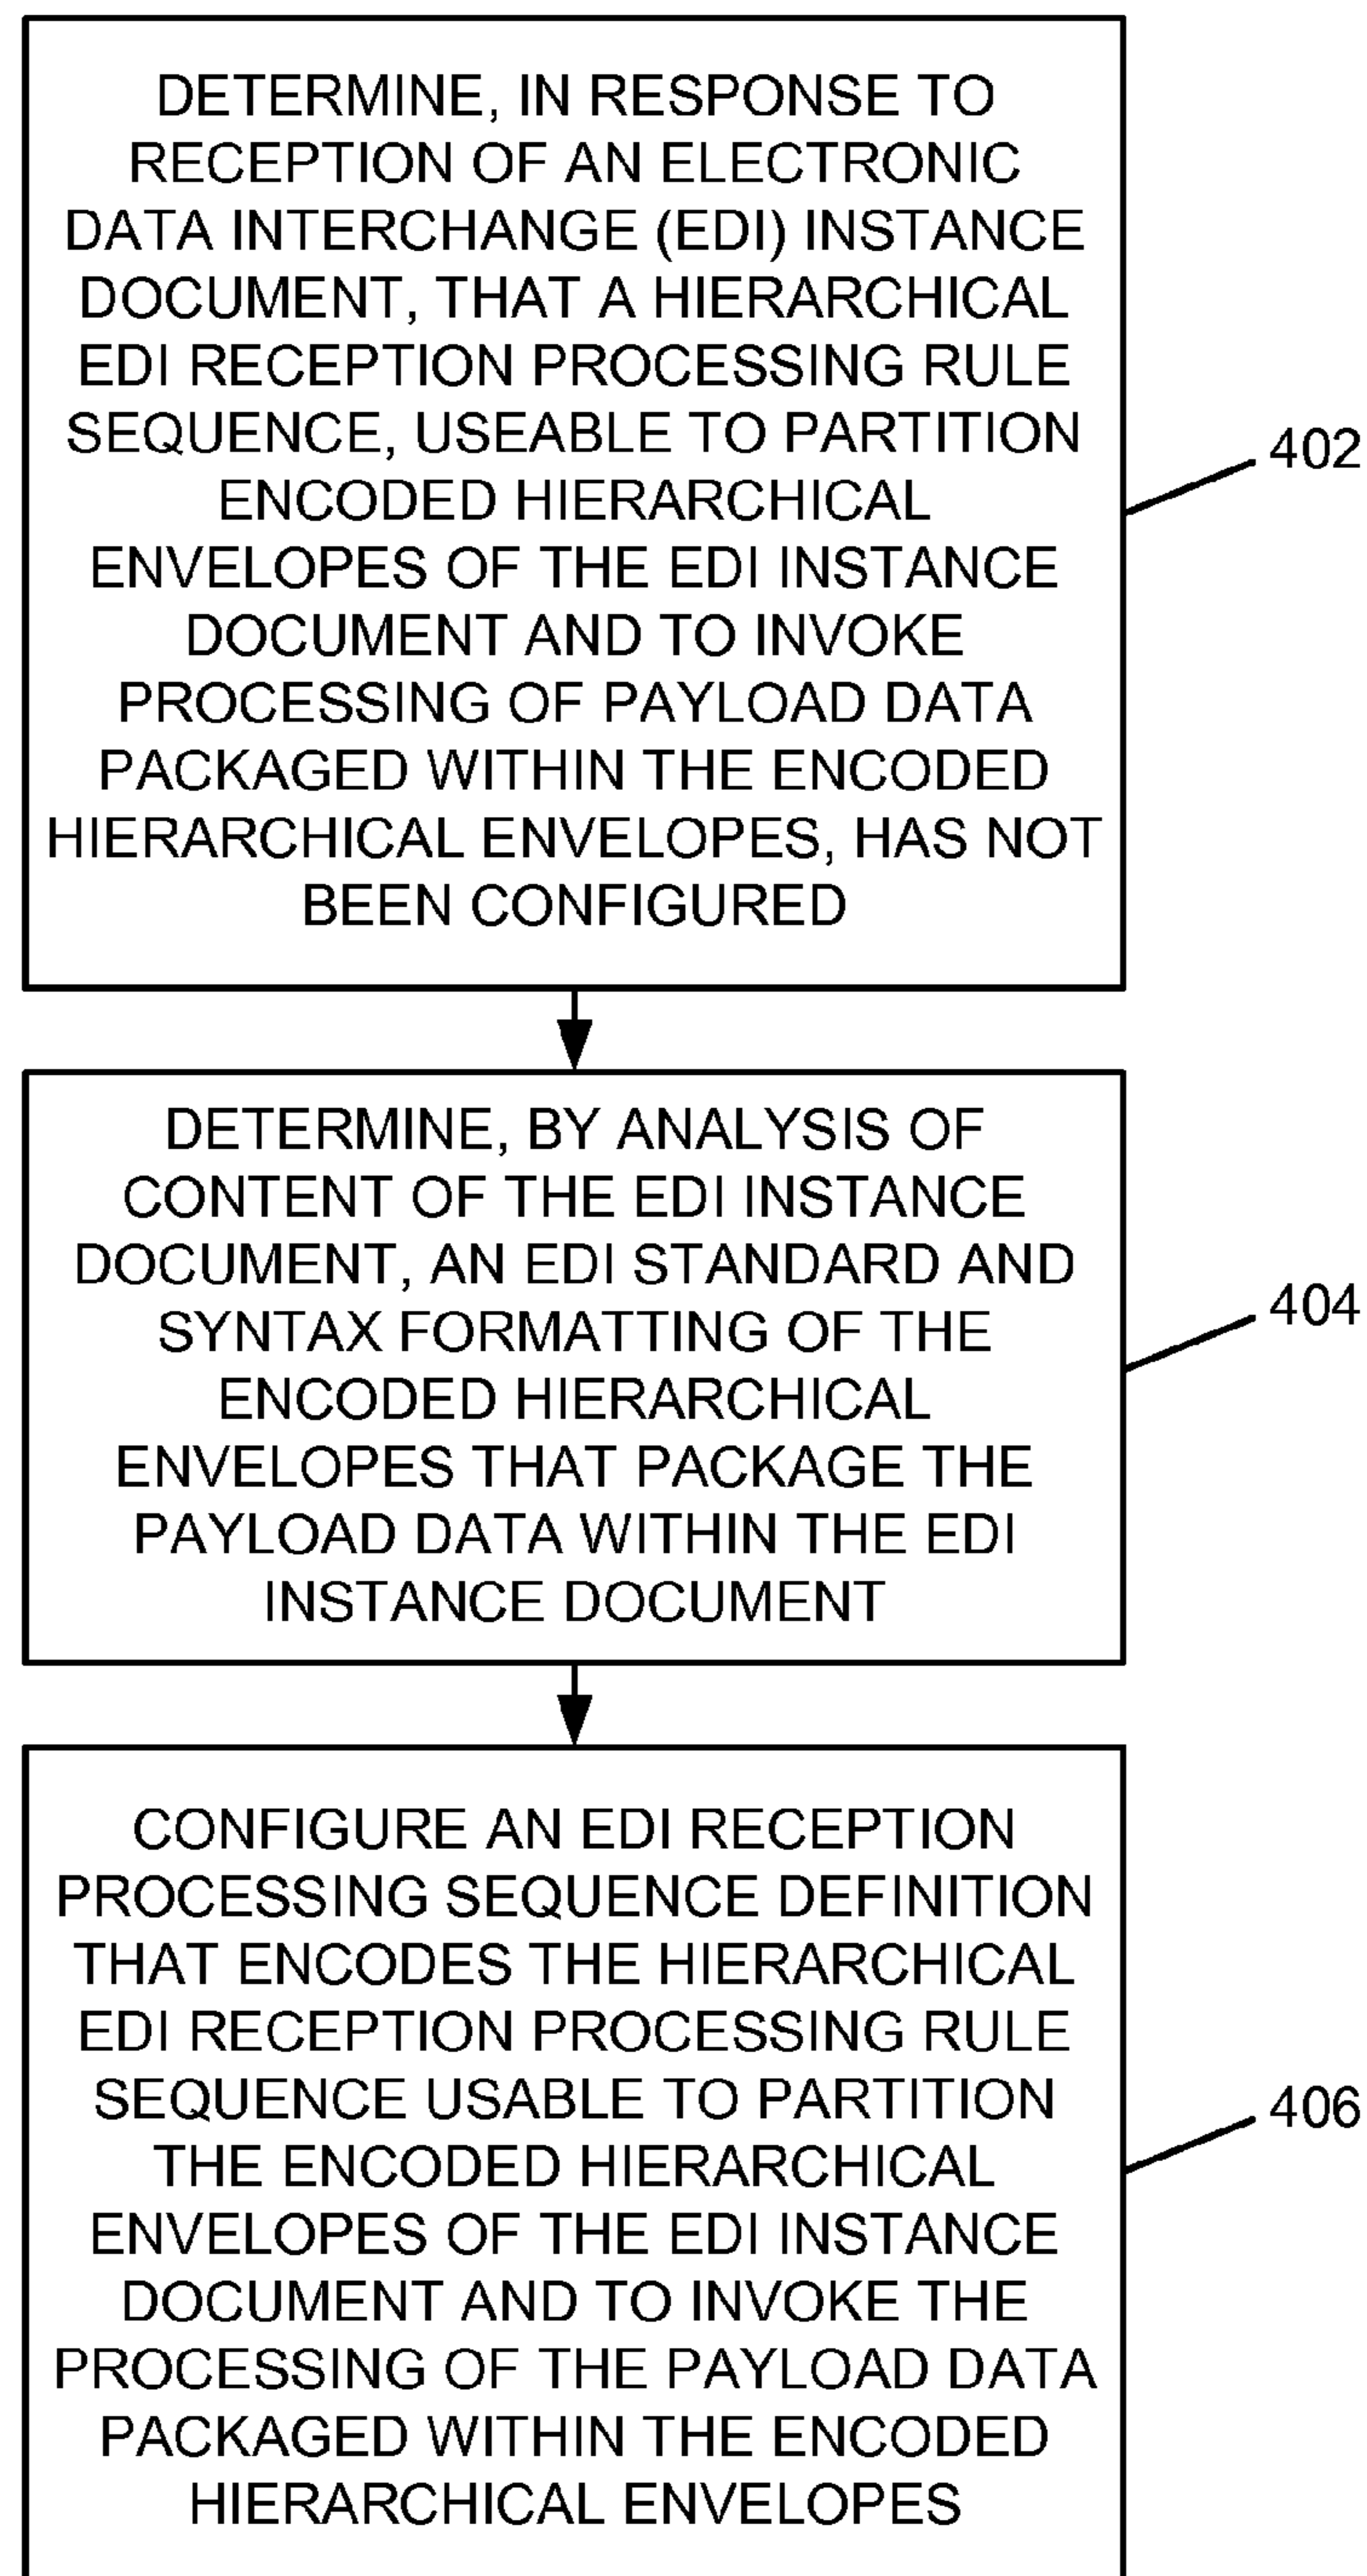 DETERMINE, IN RESPONSE TO
RECEPTION OF AN ELECTRONIC
DATA INTERCHANGE (EDI) INSTANCE
DOCUMENT, THAT A HIERARCHICAL
EDI RECEPTION PROCESSING RULE
SEQUENCE, USEABLE TO PARTITION
ENCODED HIERARCHICAL
ENVELOPES OF THE EDI INSTANCE
DOCUMENT AND TO INVOKE
PROCESSING OF PAYLOAD DATA
PACKAGED WITHIN THE ENCODED
HIERARCHICAL ENVELOPES, HAS NOT
BEEN CONFIGURED
402
DETERMINE, BY ANALYSIS OF
CONTENT OF THE EDI INSTANCE
DOCUMENT, AN EDI STANDARD AND
SYNTAX FORMATTING OF THE
ENCODED HIERARCHICAL
ENVELOPES THAT PACKAGE THE
PAYLOAD DATA WITHIN THE EDI
INSTANCE DOCUMENT
404
CONFIGURE AN EDI RECEPTION
PROCESSING SEQUENCE DEFINITION
THAT ENCODES THE HIERARCHICAL
EDI RECEPTION PROCESSING RULE
SEQUENCE USABLE TO PARTITION
THE ENCODED HIERARCHICAL
ENVELOPES OF THE EDI INSTANCE
DOCUMENT AND TO INVOKE THE
PROCESSING OF THE PAYLOAD DATA
PACKAGED WITHIN THE ENCODED
HIERARCHICAL ENVELOPES
406